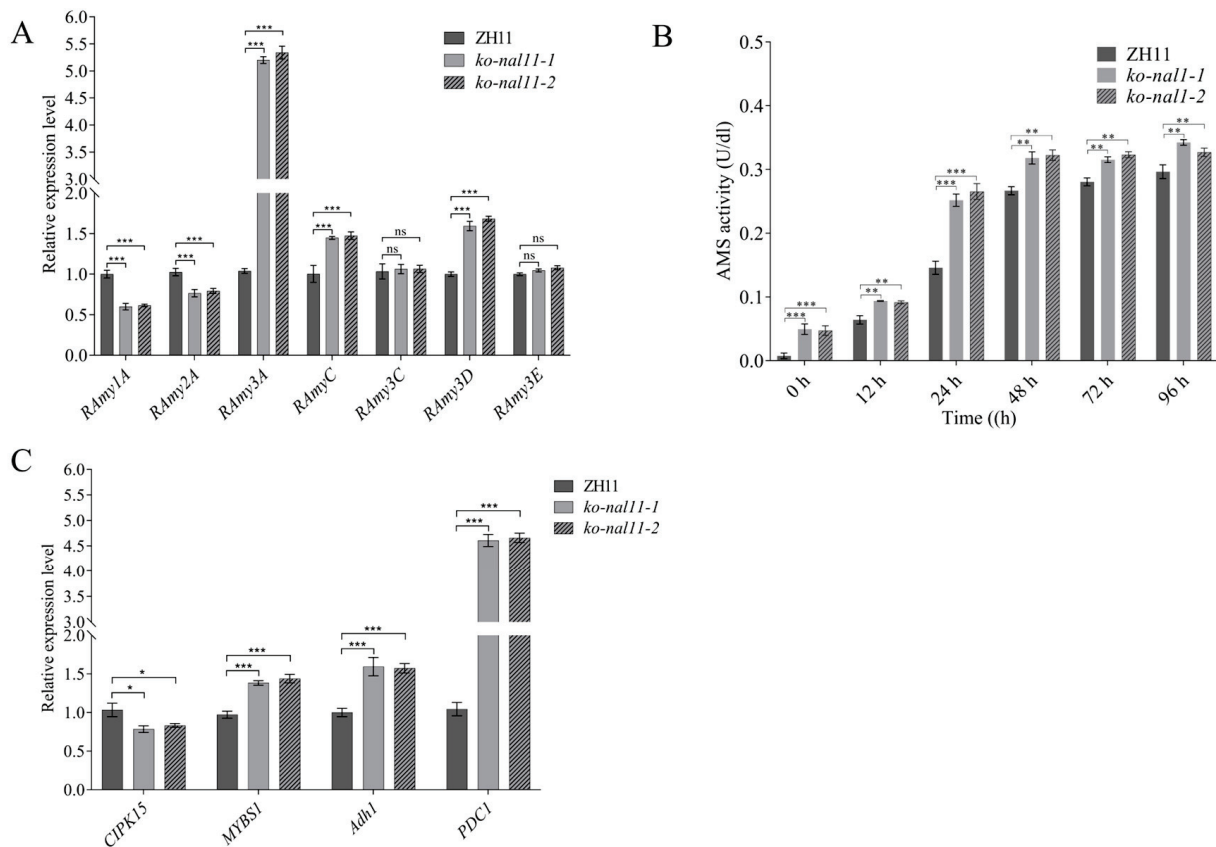 A
ZH11
ko-nal11-1
ko-nal11-2
Relative expression level
6.0
5.5
5.0
4.5
4.0
3.5
3.0
2.0
1.5
1.0
0.5
0.0
*** ***
*** ***
*** ***
*** ***
ns ns
*** ***
ns ns
RAmy1A RAmy2A RAmy3A RAmyC RAmy3C RAmy3D RAmy3E
B
ZH11
ko-nal1-1
ko-nal1-2
AMS activity (U/dl)
0.5
0.4
0.3
0.2
0.1
0.0
*** ***
** **
*** ***
** **
** **
** **
0 h 12 h 24 h 48 h 72 h 96 h
Time ((h)
C
ZH11
ko-nal11-1
ko-nal11-2
Relative expression level
6.0
5.5
5.0
4.5
4.0
3.5
3.0
2.0
1.5
1.0
0.5
0.0
* *
*** ***
*** ***
*** ***
CIPK15 MYBS1 Adh1 PDC1